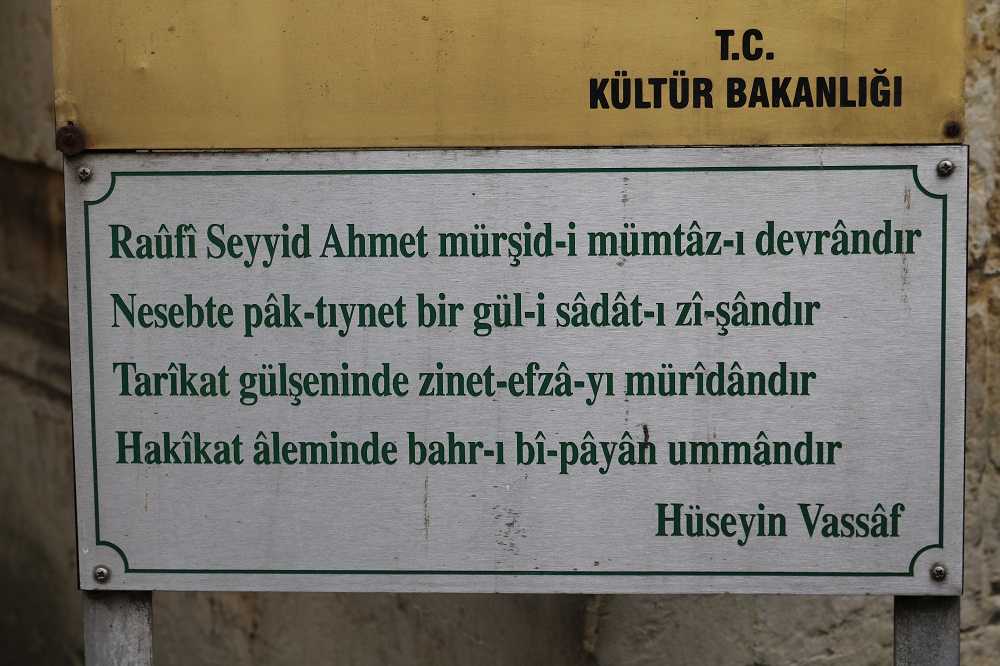 T.C.
KÜLTÜR BAKANLIĞI
Raûfî Seyyid Ahmet mürşid-i mümtâz-ı devrândır
Nesebte pâk-tıynet bir gül-i sâdât-ı zî-şândır
Tarîkat gülşeninde zinet-efzâ-yı mürîdândır
Hakîkat âleminde bahr-ı bî-pâyân ummândır
Hüseyin Vassâf